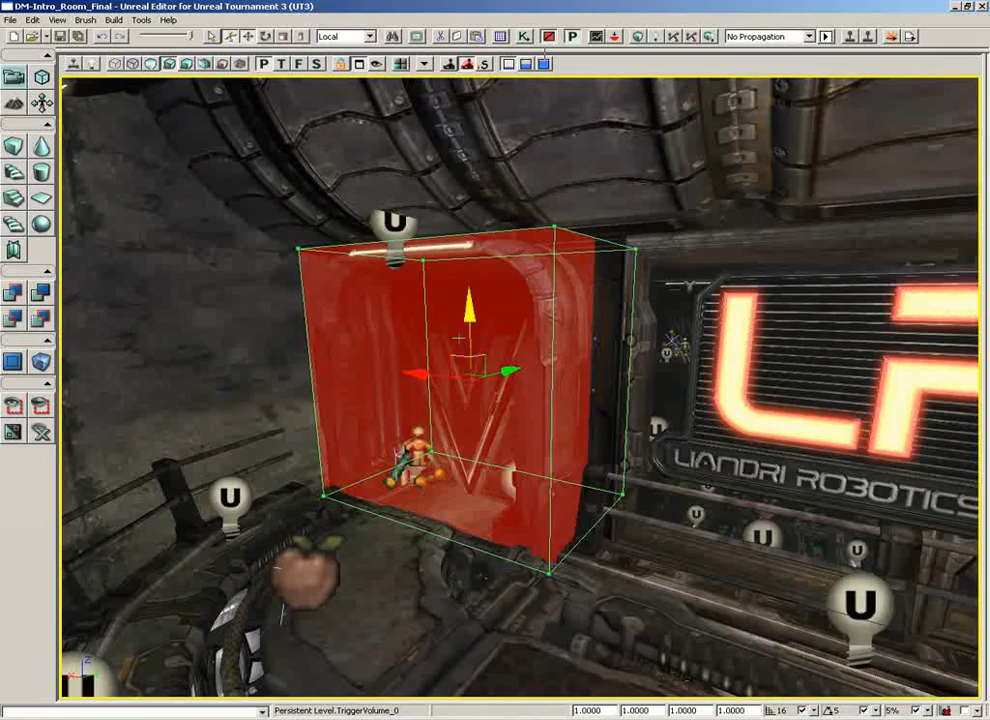 DM-Intro_Room_Final - Unreal Editor for Unreal Tournament 3 (UT3)
File Edit View Brush Build Tools Help
Local
K
P
No Propagation
P T F S
S
U
U
LR
U
LIANDRI ROBOTICS
U
U
U
U
U
Z
X
Persistent Level.TriggerVolume_0
1.0000 1.0000 1.0000 1.0000
16
5
5%